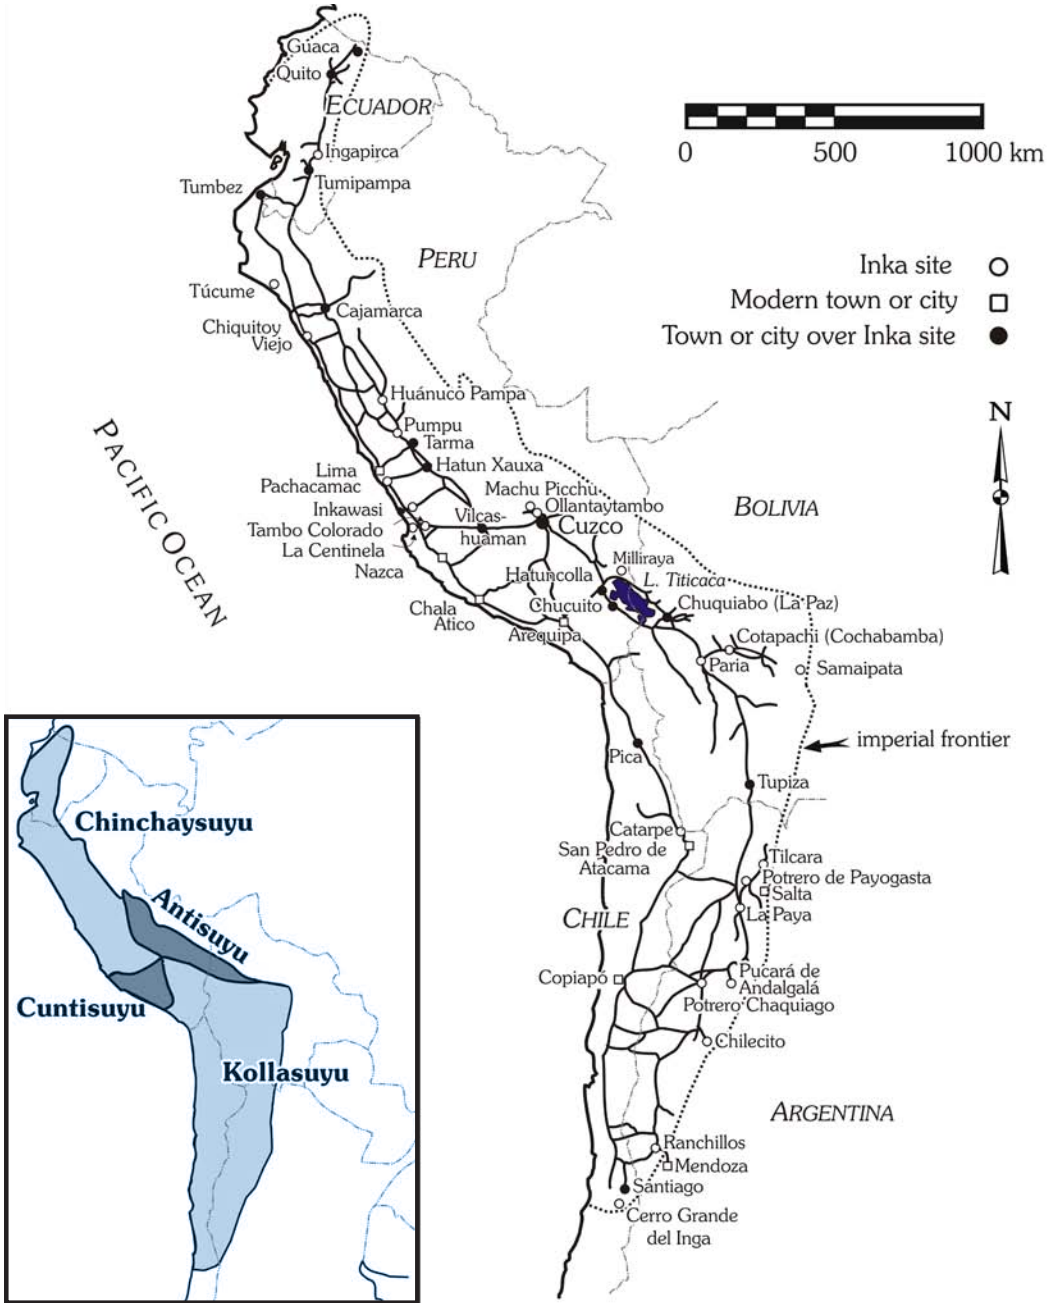 Guaca
Quito
ECUADOR
0 500 1000 km
Ingapirca
Tumipampa
Tumbez
PERU
Inka site
Modern town or city
Town or city over Inka site
Túcume
Cajamarca
Chiquitoy
Viejo
Huánuco Pampa
N
Pumpu
Tarma
Hatun Xauxa
Lima
Pachacamac
PACIFIC OCEAN
Machu Picchu
Ollantaytambo
BOLIVIA
Inkawasi
Vilcas-
huaman
Cuzco
Tambo Colorado
La Centinela
Nazca
Milliraya
Hatuncolla
L. Titicaca
Chucuito
Chuquiabo (La Paz)
Chala
Atico
Arequipa
Cotapachi (Cochabamba)
Paria
Samaipata
imperial frontier
Pica
Tupiza
Catarpe
San Pedro de
Atacama
Tilcara
Potrero de Payogasta
Salta
La Paya
CHILE
Copiapó
Pucará de
Andalgalá
Potrero Chaquiago
Chilecito
ARGENTINA
Ranchillos
Mendoza
Santiago
Cerro Grande
del Inga
Chinchaysuyu
Antisuyu
Cuntisuyu
Kollasuyu